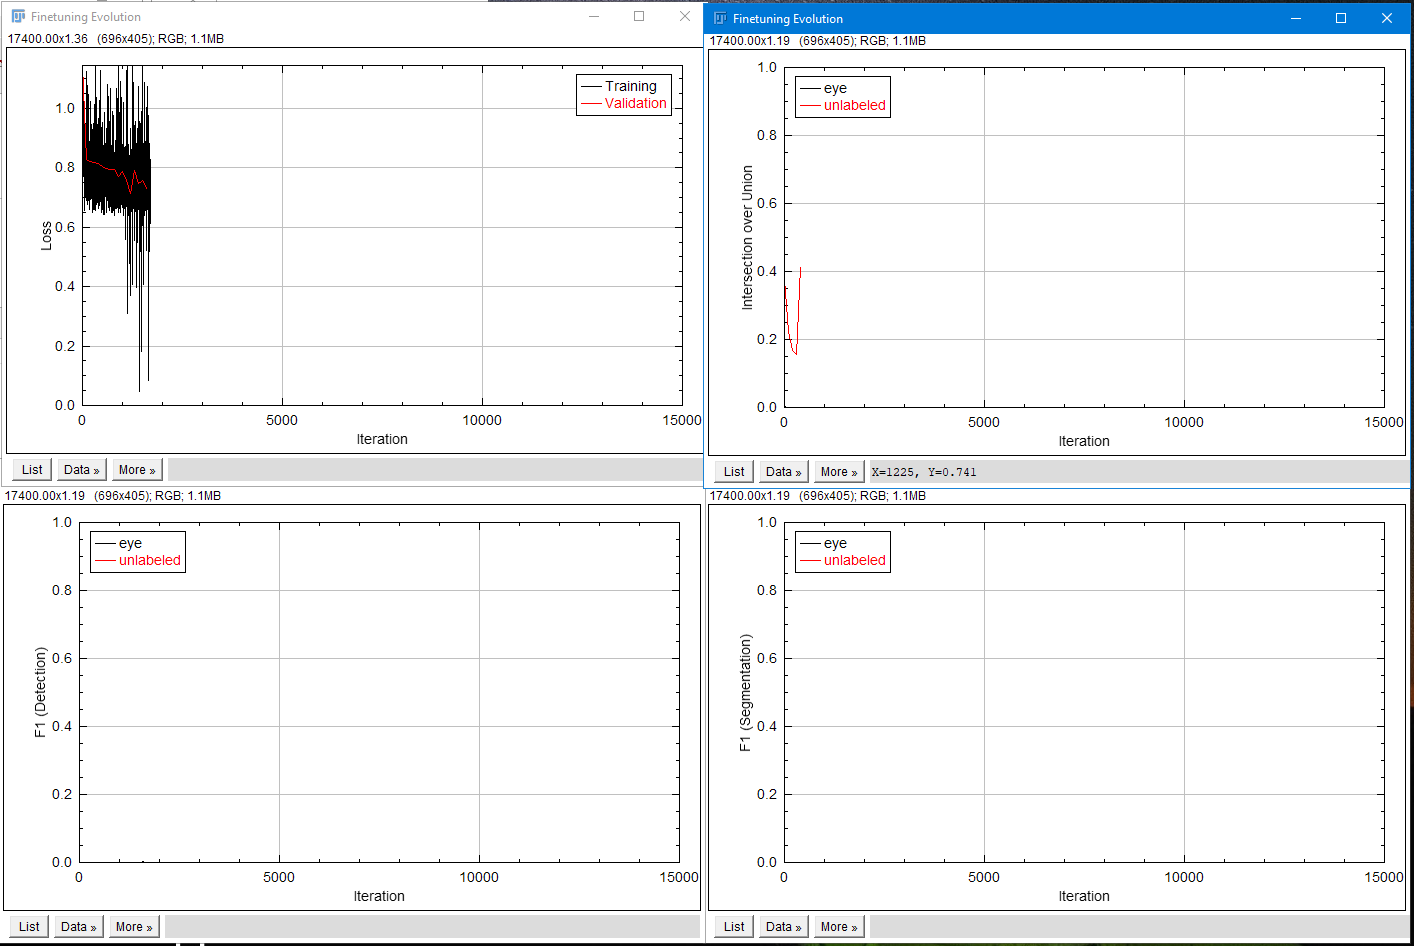 Finetuning Evolution
17400.00x1.36 (696x405); RGB; 1.1MB
Training
Validation
1.0
0.8
0.6
0.4
0.2
0.0
Loss
0
5000
10000
15000
Iteration
List
Data »
More »
Finetuning Evolution
17400.00x1.19 (696x405); RGB; 1.1MB
eye
unlabeled
1.0
0.8
0.6
0.4
0.2
0.0
Intersection over Union
0
5000
10000
15000
Iteration
List
Data »
More »
X=1225, Y=0.741
17400.00x1.19 (696x405); RGB; 1.1MB
eye
unlabeled
1.0
0.8
0.6
0.4
0.2
0.0
F1 (Detection)
0
5000
10000
15000
Iteration
List
Data »
More »
17400.00x1.19 (696x405); RGB; 1.1MB
eye
unlabeled
1.0
0.8
0.6
0.4
0.2
0.0
F1 (Segmentation)
0
5000
10000
15000
Iteration
List
Data »
More »